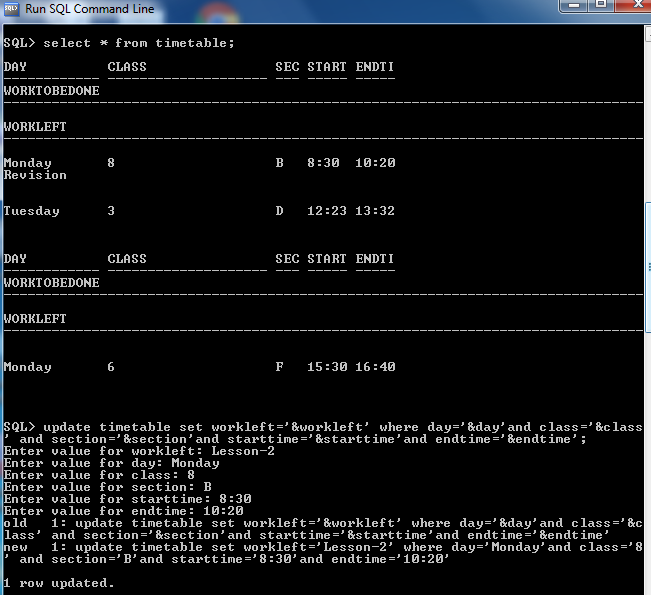 Run SQL Command Line
SQL> select * from timetable;
DAY CLASS SEC START ENDTI
------------ -------------------- --- ----- -----
WORKTOBEDONE
--------------------------------------------------------------------------------
WORKLEFT
--------------------------------------------------------------------------------
Monday 8 B 8:30 10:20
Revision
Tuesday 3 D 12:23 13:32
DAY CLASS SEC START ENDTI
------------ -------------------- --- ----- -----
WORKTOBEDONE
--------------------------------------------------------------------------------
WORKLEFT
--------------------------------------------------------------------------------
Monday 6 F 15:30 16:40
SQL> update timetable set workleft='&workleft' where day='&day'and class='&class
' and section='&section'and starttime='&starttime'and endtime='&endtime';
Enter value for workleft: Lesson-2
Enter value for day: Monday
Enter value for class: 8
Enter value for section: B
Enter value for starttime: 8:30
Enter value for endtime: 10:20
old 1: update timetable set workleft='&workleft' where day='&day'and class='&c
lass' and section='&section'and starttime='&starttime'and endtime='&endtime'
new 1: update timetable set workleft='Lesson-2' where day='Monday'and class='8
' and section='B'and starttime='8:30'and endtime='10:20'
1 row updated.